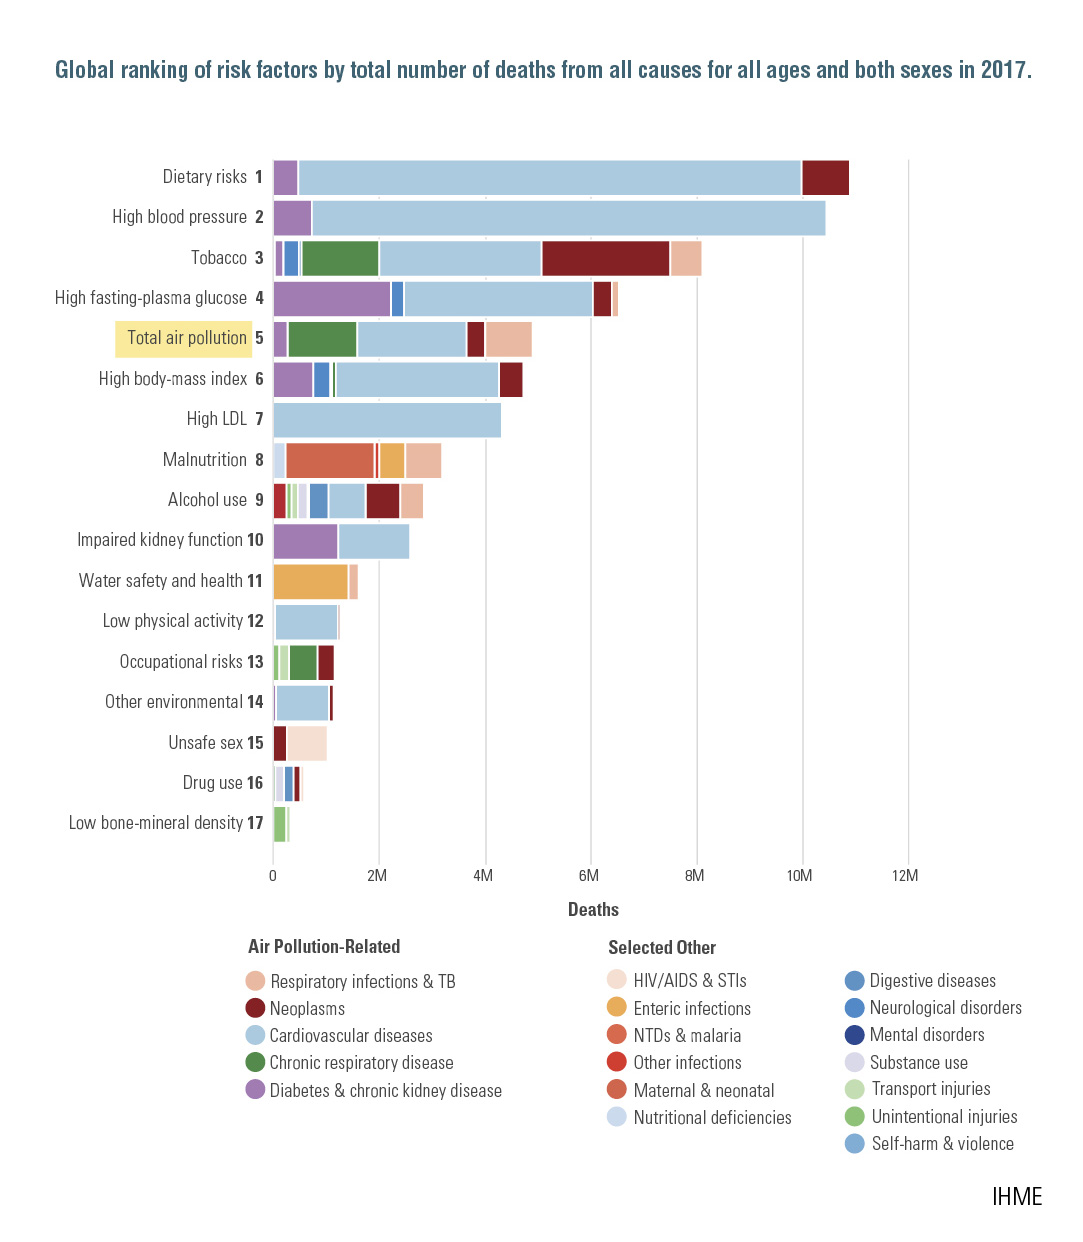 Global ranking of risk factors by total number of deaths from all causes for all ages and both sexes in 2017.
Dietary risks 1
High blood pressure 2
Tobacco 3
High fasting-plasma glucose 4
Total air pollution 5
High body-mass index 6
High LDL 7
Malnutrition 8
Alcohol use 9
Impaired kidney function 10
Water safety and health 11
Low physical activity 12
Occupational risks 13
Other environmental 14
Unsafe sex 15
Drug use 16
Low bone-mineral density 17
0 2M 4M 6M 8M 10M 12M
Deaths
Air Pollution-Related
Respiratory infections & TB
Neoplasms
Cardiovascular diseases
Chronic respiratory disease
Diabetes & chronic kidney disease
Selected Other
HIV/AIDS & STIs
Enteric infections
NTDs & malaria
Other infections
Maternal & neonatal
Nutritional deficiencies
Digestive diseases
Neurological disorders
Mental disorders
Substance use
Transport injuries
Unintentional injuries
Self-harm & violence
IHME